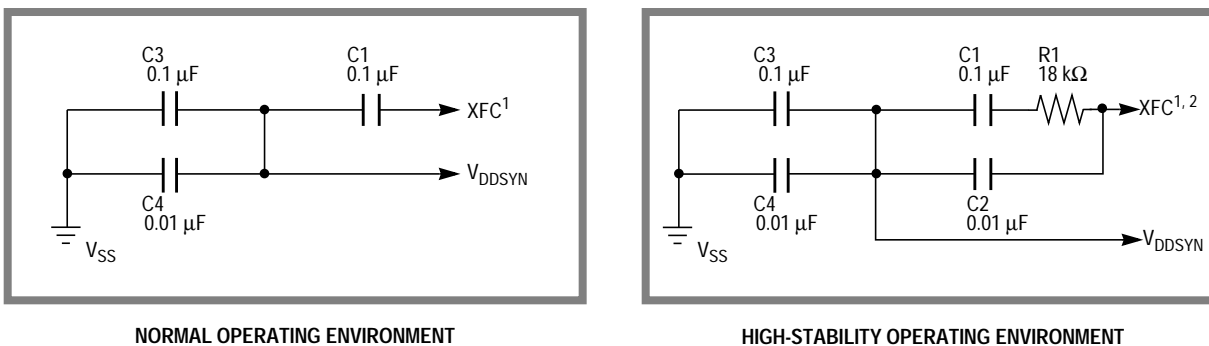 C3
0.1 μF
C1
0.1 μF
XFC1
VDDSYN
C4
0.01 μF
VSS
NORMAL OPERATING ENVIRONMENT
C3
0.1 μF
C1
0.1 μF
R1
18 kΩ
XFC1, 2
C4
0.01 μF
C2
0.01 μF
VDDSYN
VSS
HIGH-STABILITY OPERATING ENVIRONMENT